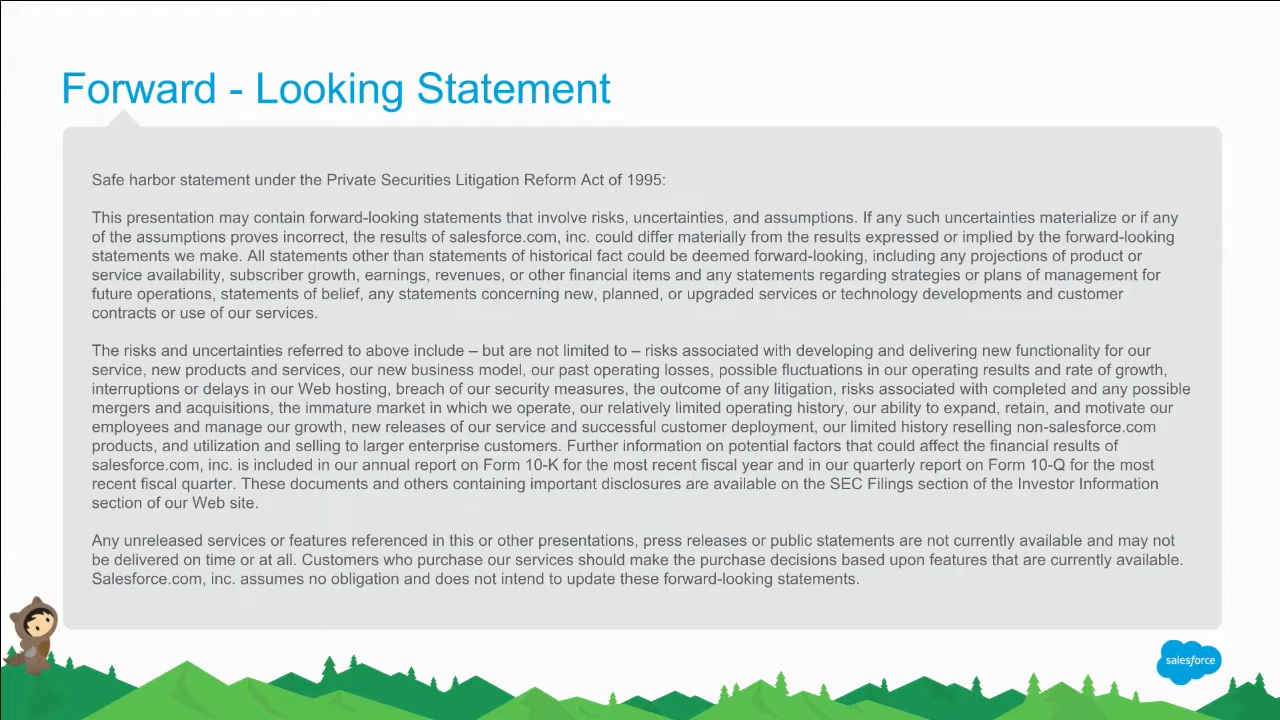 Forward - Looking Statement
Safe harbor statement under the Private Securities Litigation Reform Act of 1995:
This presentation may contain forward-looking statements that involve risks, uncertainties, and assumptions. If any such uncertainties materialize or if any
of the assumptions proves incorrect, the results of salesforce.com, inc. could differ materially from the results expressed or implied by the forward-looking
statements we make. All statements other than statements of historical fact could be deemed forward-looking, including any projections of product or
service availability, subscriber growth, earnings, revenues, or other financial items and any statements regarding strategies or plans of management for
future operations, statements of belief, any statements concerning new, planned, or upgraded services or technology developments and customer
contracts or use of our services.
The risks and uncertainties referred to above include – but are not limited to – risks associated with developing and delivering new functionality for our
service, new products and services, our new business model, our past operating losses, possible fluctuations in our operating results and rate of growth,
interruptions or delays in our Web hosting, breach of our security measures, the outcome of any litigation, risks associated with completed and any possible
mergers and acquisitions, the immature market in which we operate, our relatively limited operating history, our ability to expand, retain, and motivate our
employees and manage our growth, new releases of our service and successful customer deployment, our limited history reselling non-salesforce.com
products, and utilization and selling to larger enterprise customers. Further information on potential factors that could affect the financial results of
salesforce.com, inc. is included in our annual report on Form 10-K for the most recent fiscal year and in our quarterly report on Form 10-Q for the most
recent fiscal quarter. These documents and others containing important disclosures are available on the SEC Filings section of the Investor Information
section of our Web site.
Any unreleased services or features referenced in this or other presentations, press releases or public statements are not currently available and may not
be delivered on time or at all. Customers who purchase our services should make the purchase decisions based upon features that are currently available.
Salesforce.com, inc. assumes no obligation and does not intend to update these forward-looking statements.
salesforce